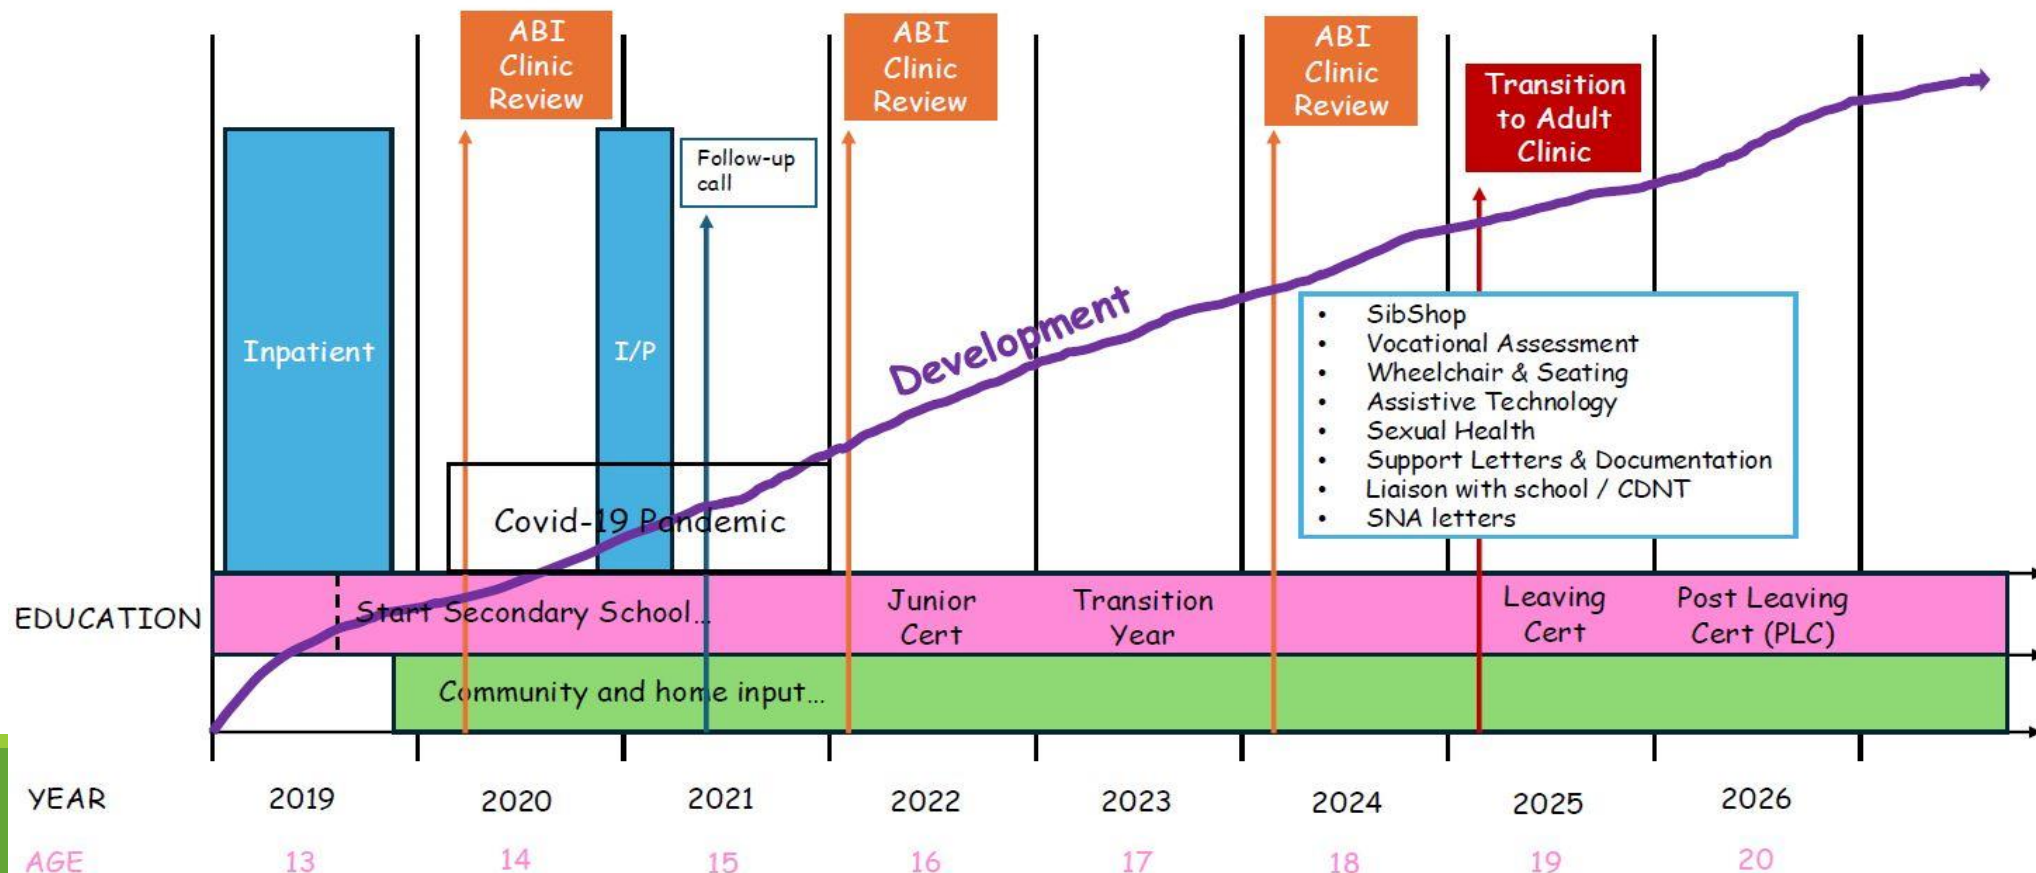 ABI
Clinic
Review
ABI
Clinic
Review
ABI
Clinic
Review
Transition
to Adult
Clinic
Follow-up
call
Inpatient
I/P
Development
• SibShop
• Vocational Assessment
• Wheelchair & Seating
• Assistive Technology
• Sexual Health
• Support Letters & Documentation
• Liaison with school / CDNT
• SNA letters
Covid-19 Pandemic
EDUCATION
Start Secondary School...
Junior
Cert
Transition
Year
Leaving
Cert
Post Leaving
Cert (PLC)
Community and home input...
YEAR 2019 2020 2021 2022 2023 2024 2025 2026
AGE 13 14 15 16 17 18 19 20